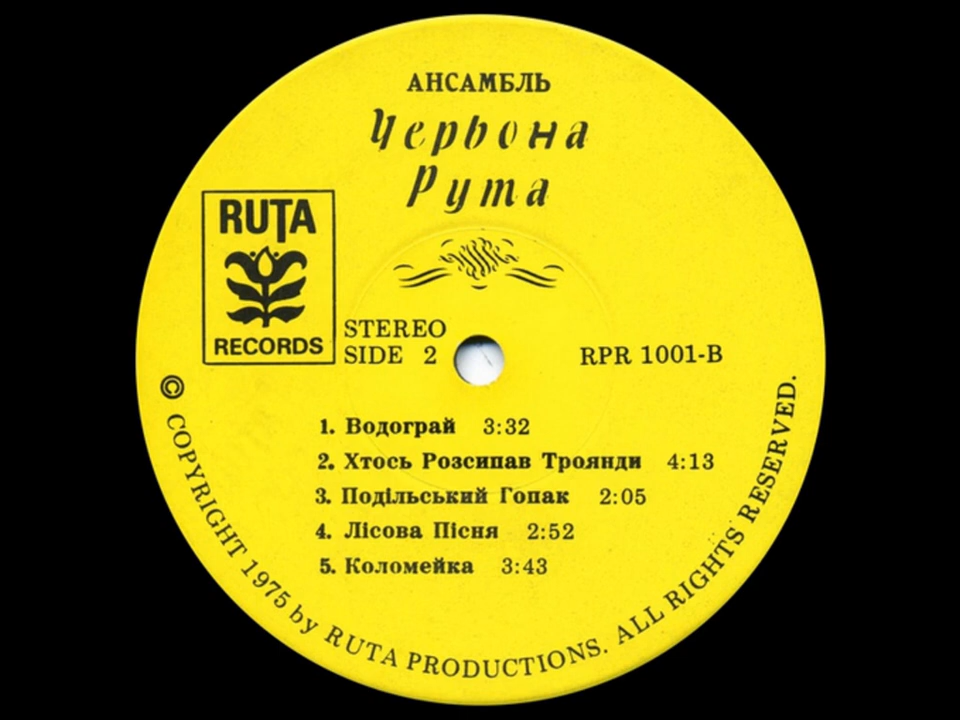 АНСАМБЛЬ
Червона
Рута
RUTA
RECORDS
STEREO
SIDE 2
RPR 1001-B
1. Водограй 3:32
2. Хтось Розсипав Троянди 4:13
3. Подільський Гопак 2:05
4. Лісова Пісня 2:52
5. Коломейка 3:43
© COPYRIGHT 1975 by RUTA PRODUCTIONS. ALL RIGHTS RESERVED.